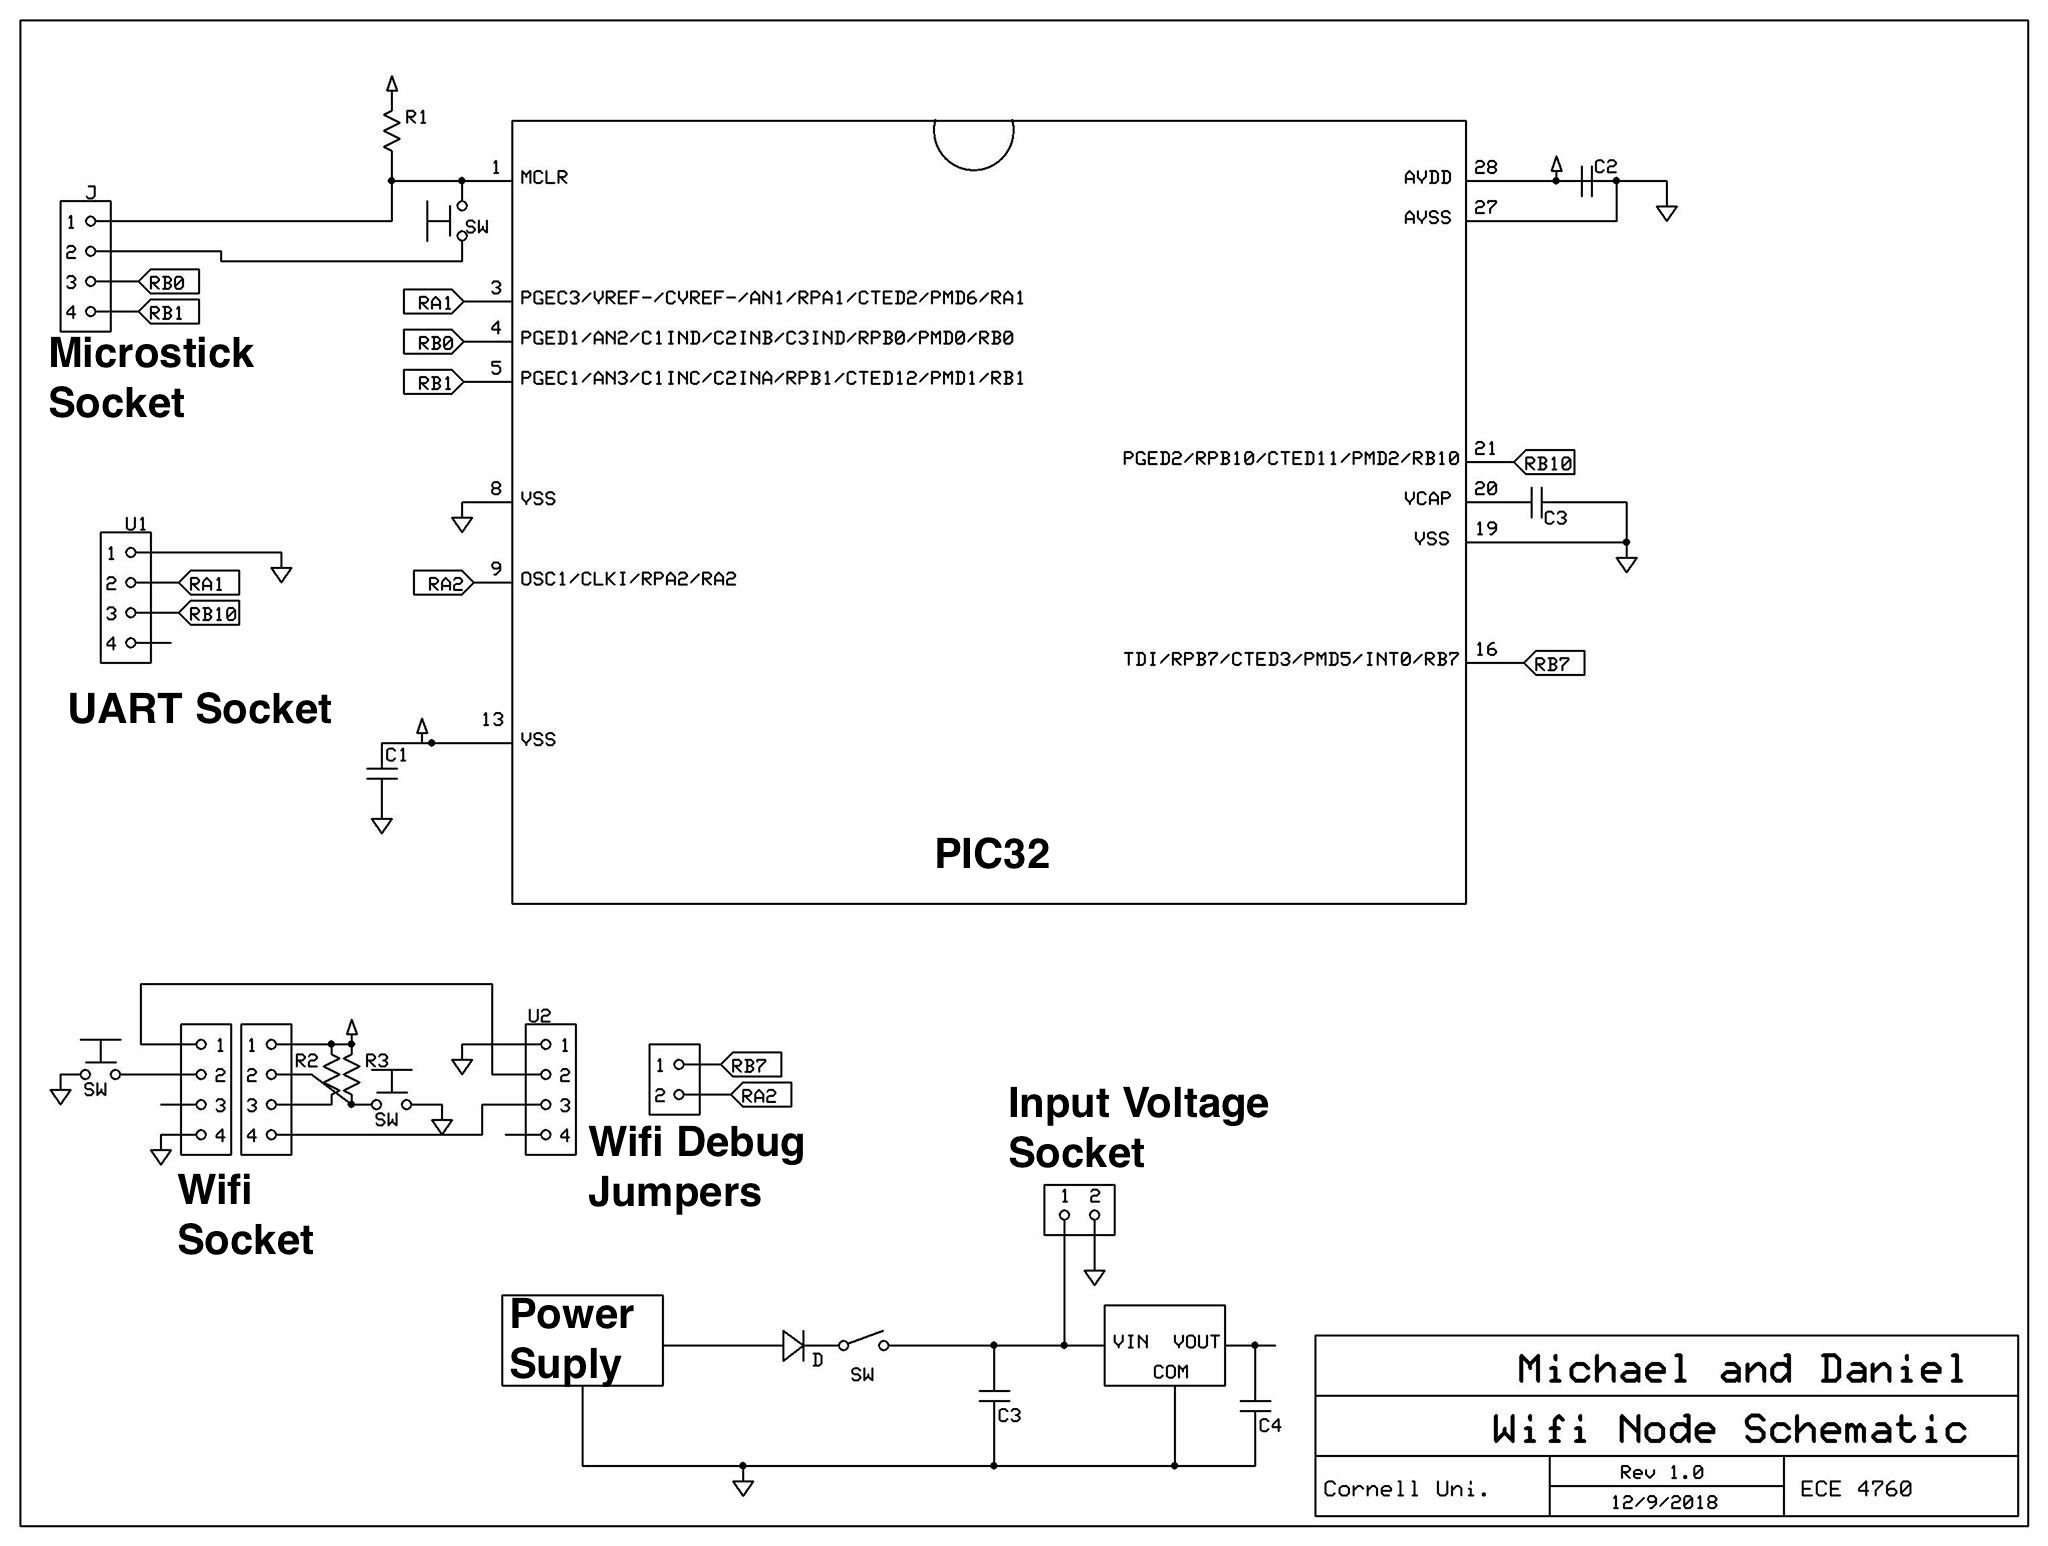 R1
1
MCLR
J
1
2
3
4
RB0
RB1
SW
Microstick
Socket
RA1
3
PGEC3/VREF-/CVREF-/AN1/RPA1/CTED2/PMD6/RA1
RB0
4
PGED1/AN2/C1IND/C2INB/C3IND/RPB0/PMD0/RB0
RB1
5
PGEC1/AN3/C1INC/C2INA/RPB1/CTED12/PMD1/RB1
8
VSS
RA2
9
OSC1/CLKI/RPA2/RA2
13
VSS
C1
AVDD
28
C2
AVSS
27
PGED2/RPB10/CTED11/PMD2/RB10
21
RB10
VCAP
20
C3
VSS
19
TDI/RPB7/CTED3/PMD5/INT0/RB7
16
RB7
PIC32
U1
1
2
3
4
RA1
RB10
UART Socket
SW
1
2
3
4
1
2
3
4
R2
R3
SW
Wifi
Socket
U2
1
2
3
4
1
2
RB7
RA2
Wifi Debug
Jumpers
Input Voltage
Socket
1 2
Power
Suply
D
SW
C3
VIN VOUT
COM
C4
Michael and Daniel
Wifi Node Schematic
Cornell Uni.
Rev 1.0
12/9/2018
ECE 4760